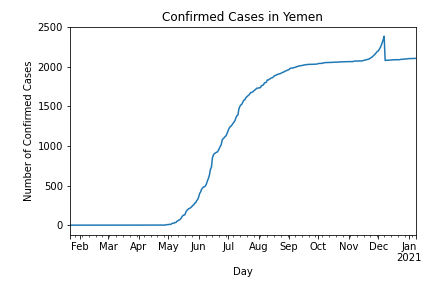 Confirmed Cases in Yemen
Number of Confirmed Cases
2500
2000
1500
1000
500
0
Feb Mar Apr May Jun Jul Aug Sep Oct Nov Dec Jan
2021
Day